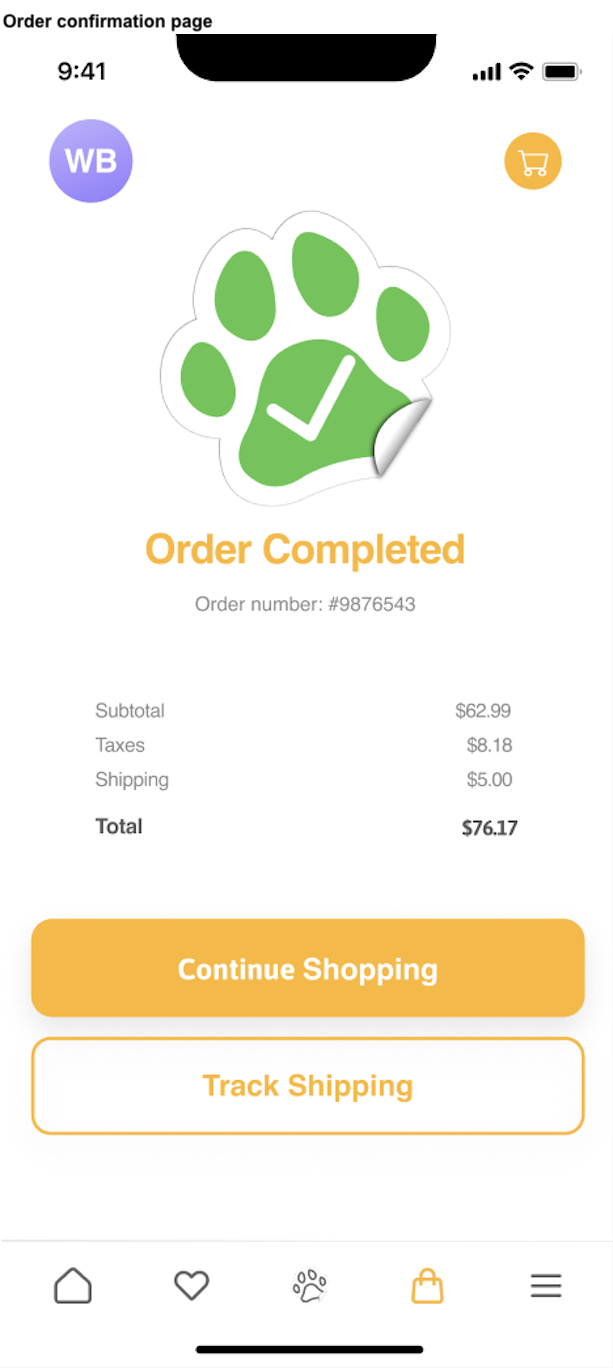 Order confirmation page
9:41
WB
Order Completed
Order number: #9876543
Subtotal $62.99
Taxes $8.18
Shipping $5.00
Total $76.17
Continue Shopping
Track Shipping